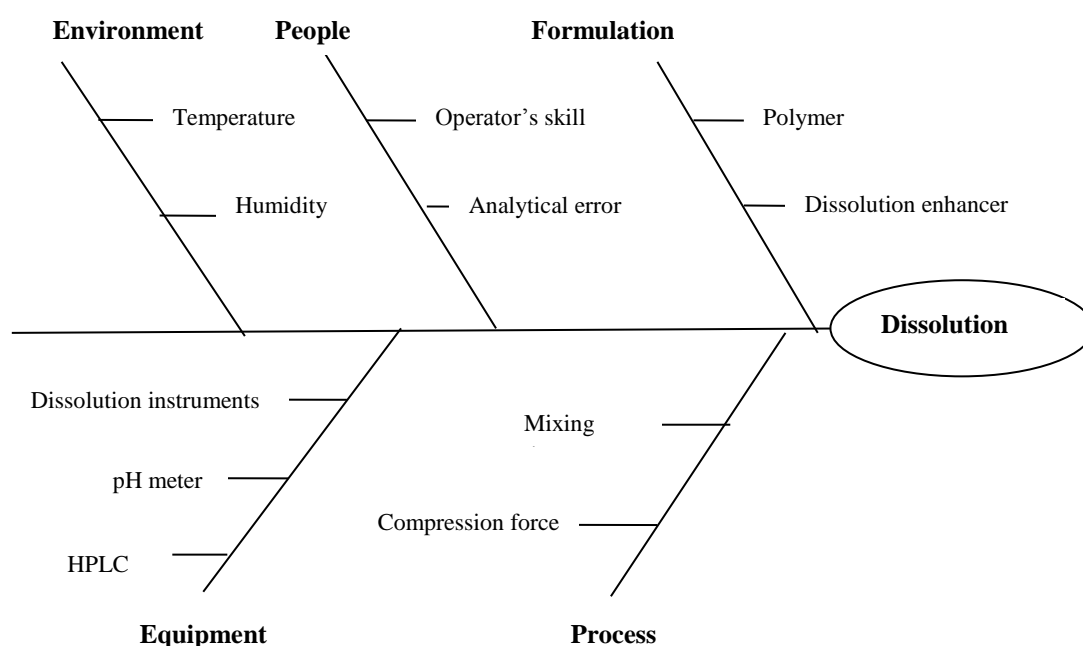 Environment
People
Formulation
Temperature
Operator’s skill
Polymer
Humidity
Analytical error
Dissolution enhancer
Dissolution
Dissolution instruments
Mixing
pH meter
Compression force
HPLC
Equipment
Process